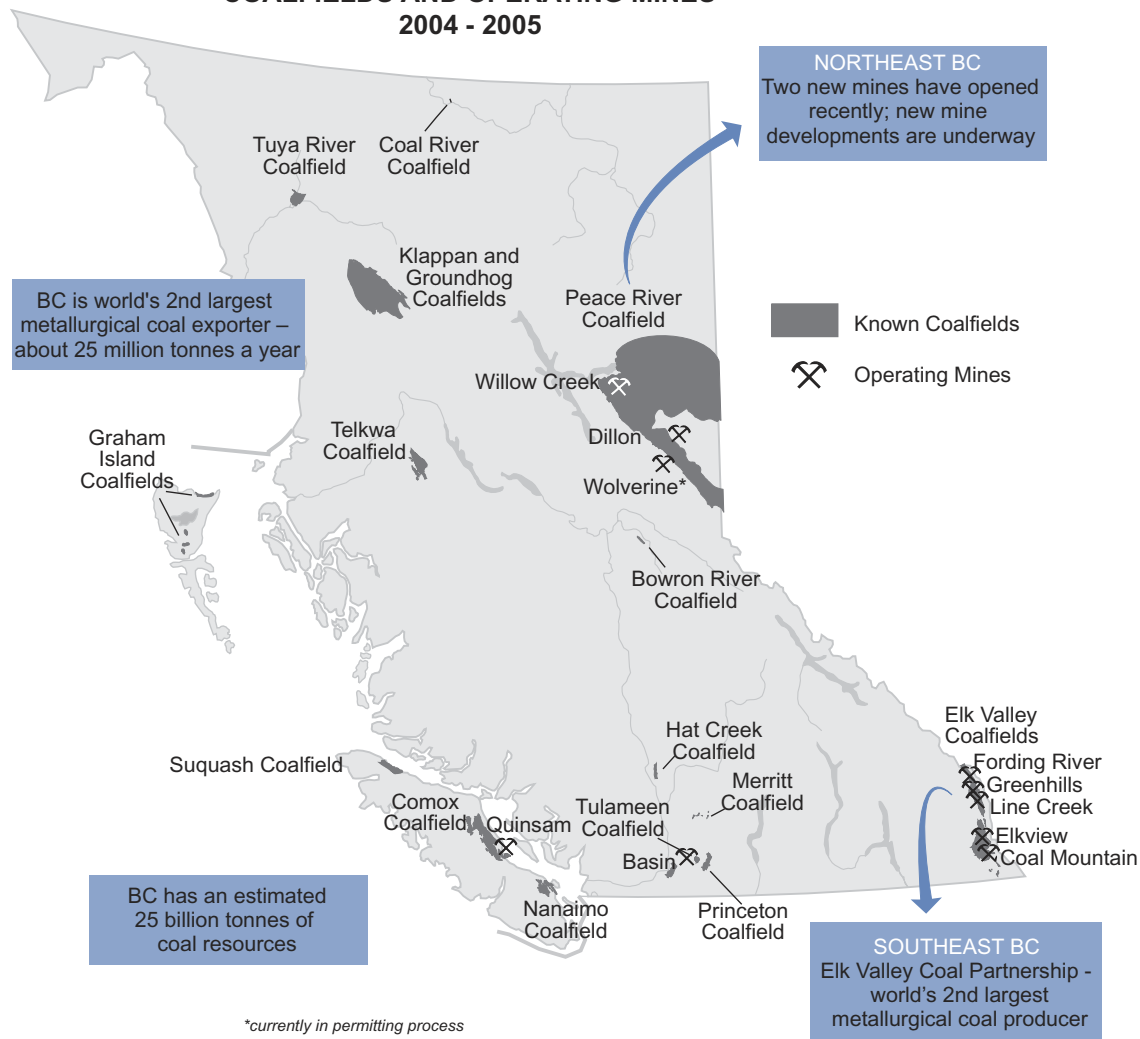 COALFIELDS AND OPERATING MINES
2004 - 2005
NORTHEAST BC
Two new mines have opened
recently; new mine
developments are underway
Tuya River
Coalfield
Coal River
Coalfield
Klappan and
Groundhog
Coalfields
Peace River
Coalfield
BC is world's 2nd largest
metallurgical coal exporter –
about 25 million tonnes a year
Known Coalfields
Operating Mines
Willow Creek
Graham
Island
Coalfields
Telkwa
Coalfield
Dillon
Wolverine*
Bowron River
Coalfield
Elk Valley
Coalfields
Fording River
Greenhills
Line Creek
Elkview
Coal Mountain
Hat Creek
Coalfield
Merritt
Coalfield
Suquash Coalfield
Comox
Coalfield
Quinsam
Tulameen
Coalfield
Basin
Princeton
Coalfield
Nanaimo
Coalfield
BC has an estimated
25 billion tonnes of
coal resources
SOUTHEAST BC
Elk Valley Coal Partnership -
world’s 2nd largest
metallurgical coal producer
*currently in permitting process